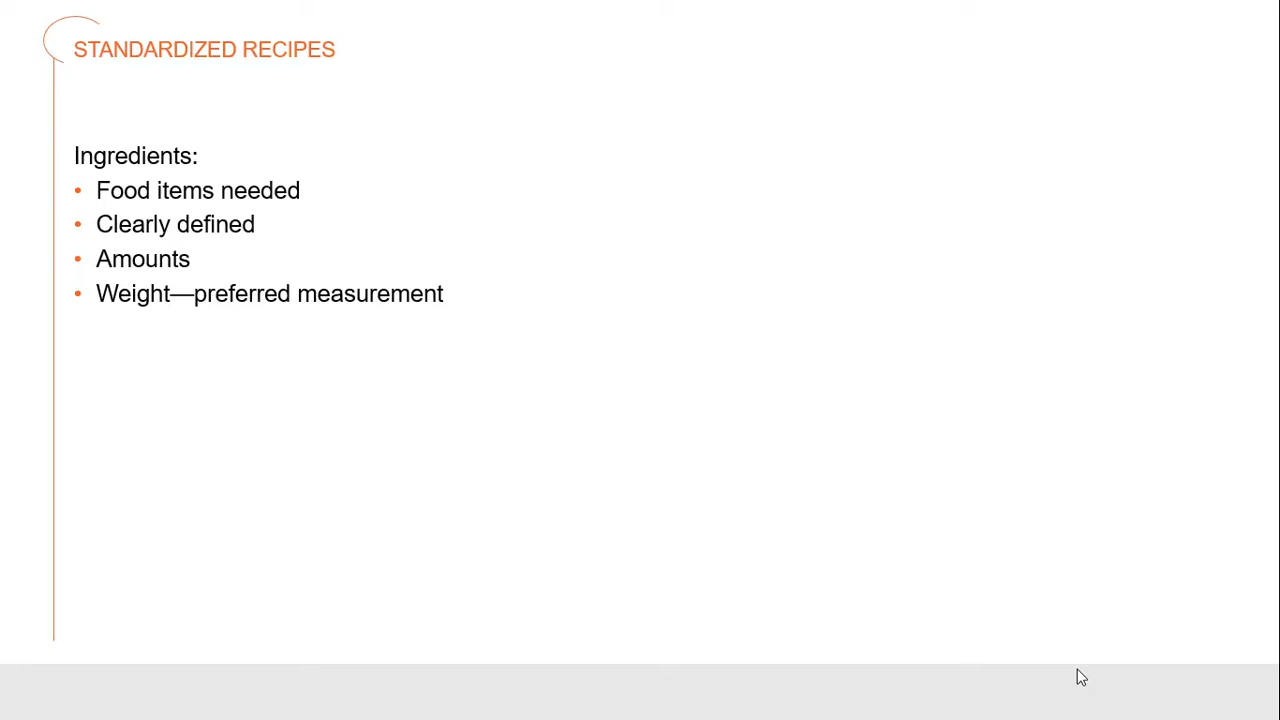 STANDARDIZED RECIPES
Ingredients:
• Food items needed
• Clearly defined
• Amounts
• Weight—preferred measurement